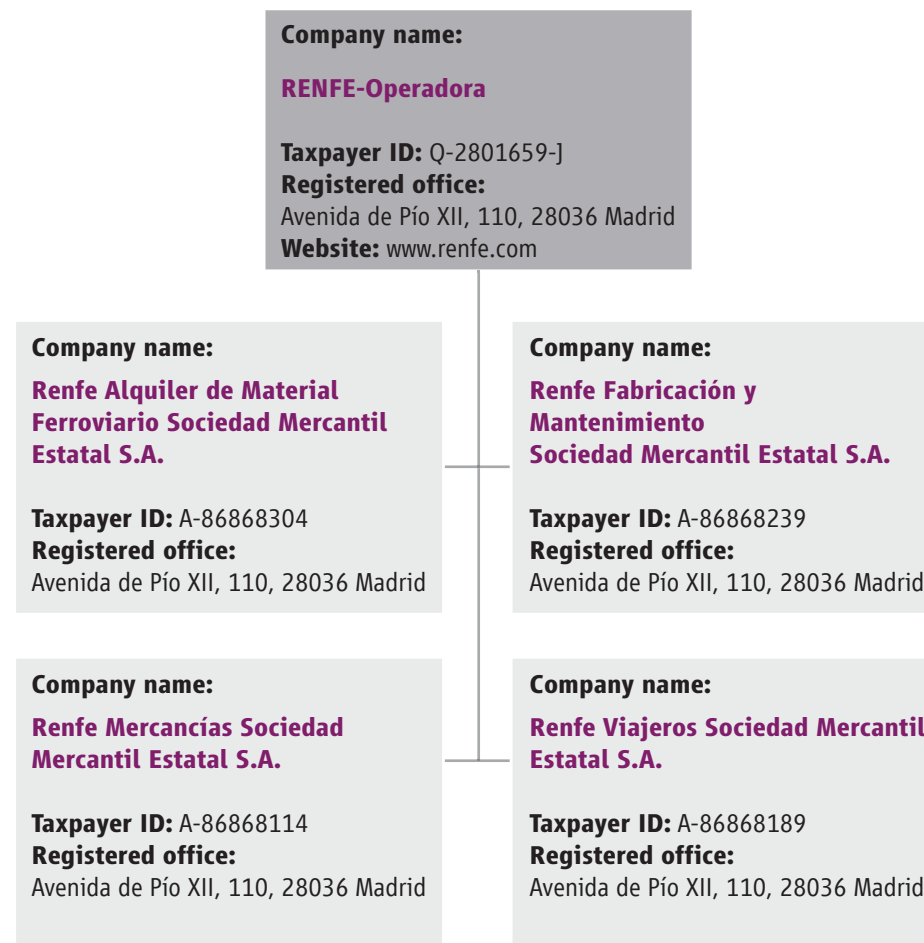 Company name:
RENFE-Operadora
Taxpayer ID: Q-2801659-J
Registered office:
Avenida de Pío XII, 110, 28036 Madrid
Website: www.renfe.com
Company name:
Renfe Alquiler de Material
Ferroviario Sociedad Mercantil
Estatal S.A.
Taxpayer ID: A-86868304
Registered office:
Avenida de Pío XII, 110, 28036 Madrid
Company name:
Renfe Fabricación y
Mantenimiento
Sociedad Mercantil Estatal S.A.
Taxpayer ID: A-86868239
Registered office:
Avenida de Pío XII, 110, 28036 Madrid
Company name:
Renfe Mercancías Sociedad
Mercantil Estatal S.A.
Taxpayer ID: A-86868114
Registered office:
Avenida de Pío XII, 110, 28036 Madrid
Company name:
Renfe Viajeros Sociedad Mercantil
Estatal S.A.
Taxpayer ID: A-86868189
Registered office:
Avenida de Pío XII, 110, 28036 Madrid